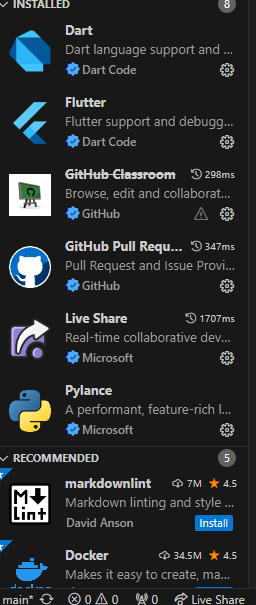 INSTALLED 8
Dart
Dart language support and ...
Dart Code
Flutter
Flutter support and debugg...
Dart Code
GitHub Classroom 298ms
Browse, edit and collaborat...
GitHub
GitHub Pull Requ... 347ms
Pull Request and Issue Provi...
GitHub
Live Share 1707ms
Real-time collaborative dev...
Microsoft
Pylance
A performant, feature-rich l...
Microsoft
RECOMMENDED 5
markdownlint 7M 4.5
Markdown linting and style ...
David Anson Install
M
Lint
Docker 34.5M 4.5
Makes it easy to create, ma...
main* 0 0 0 Live Share